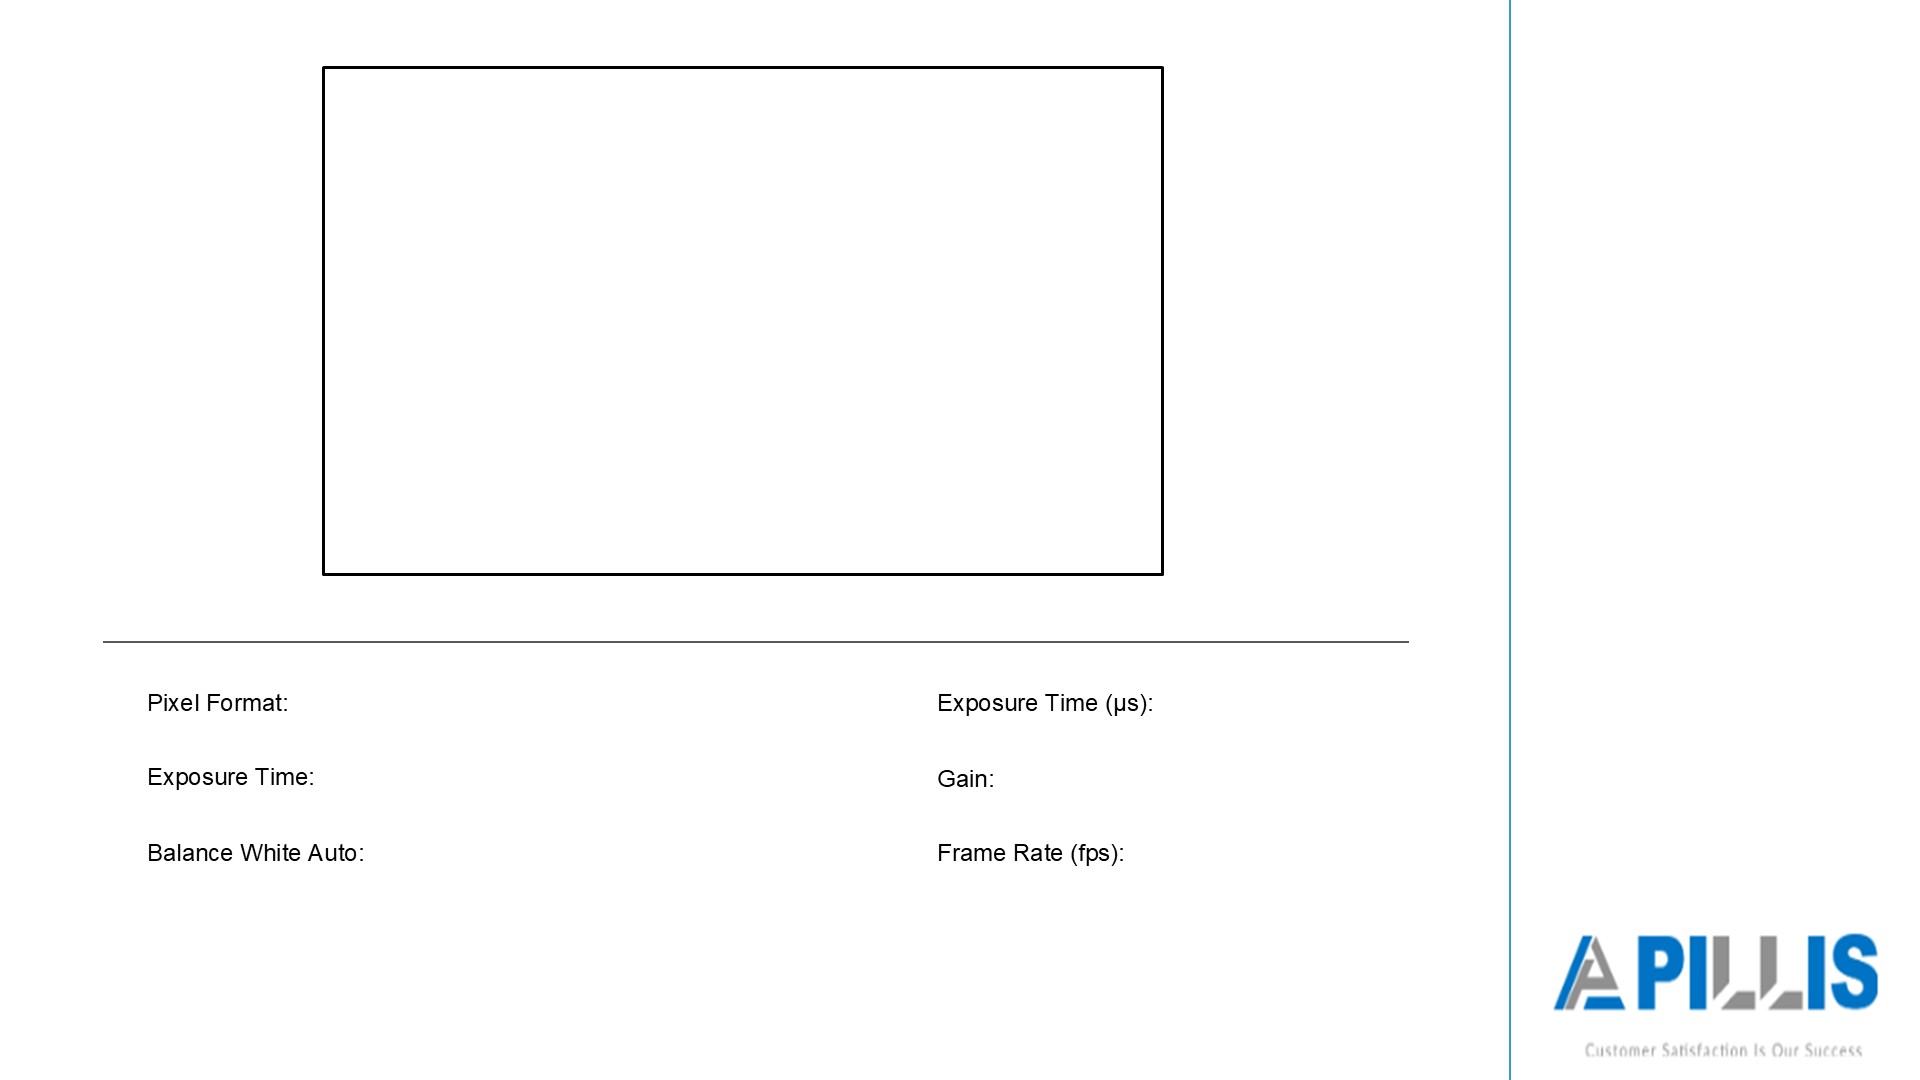 Pixel Format:
Exposure Time (µs):
Exposure Time:
Gain:
Balance White Auto:
Frame Rate (fps):
APILLIS
Customer Satisfaction Is Our Success